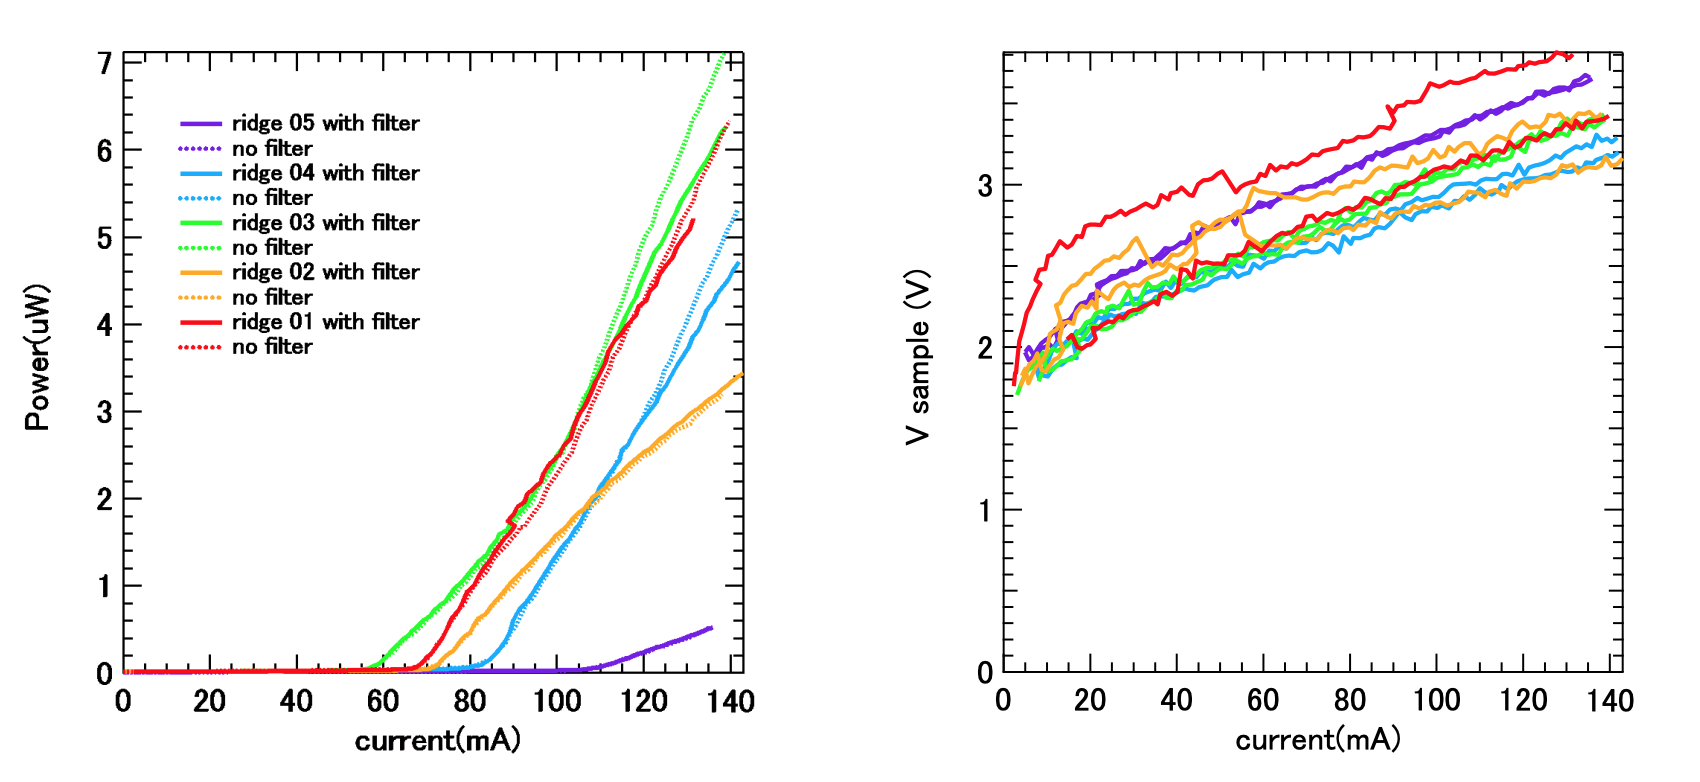 7
6
5
4
3
2
1
0
Power(uW)
ridge 05 with filter
no filter
ridge 04 with filter
no filter
ridge 03 with filter
no filter
ridge 02 with filter
no filter
ridge 01 with filter
no filter
0 20 40 60 80 100 120 140
current(mA)
3
2
1
0
V sample (V)
0 20 40 60 80 100 120 140
current(mA)